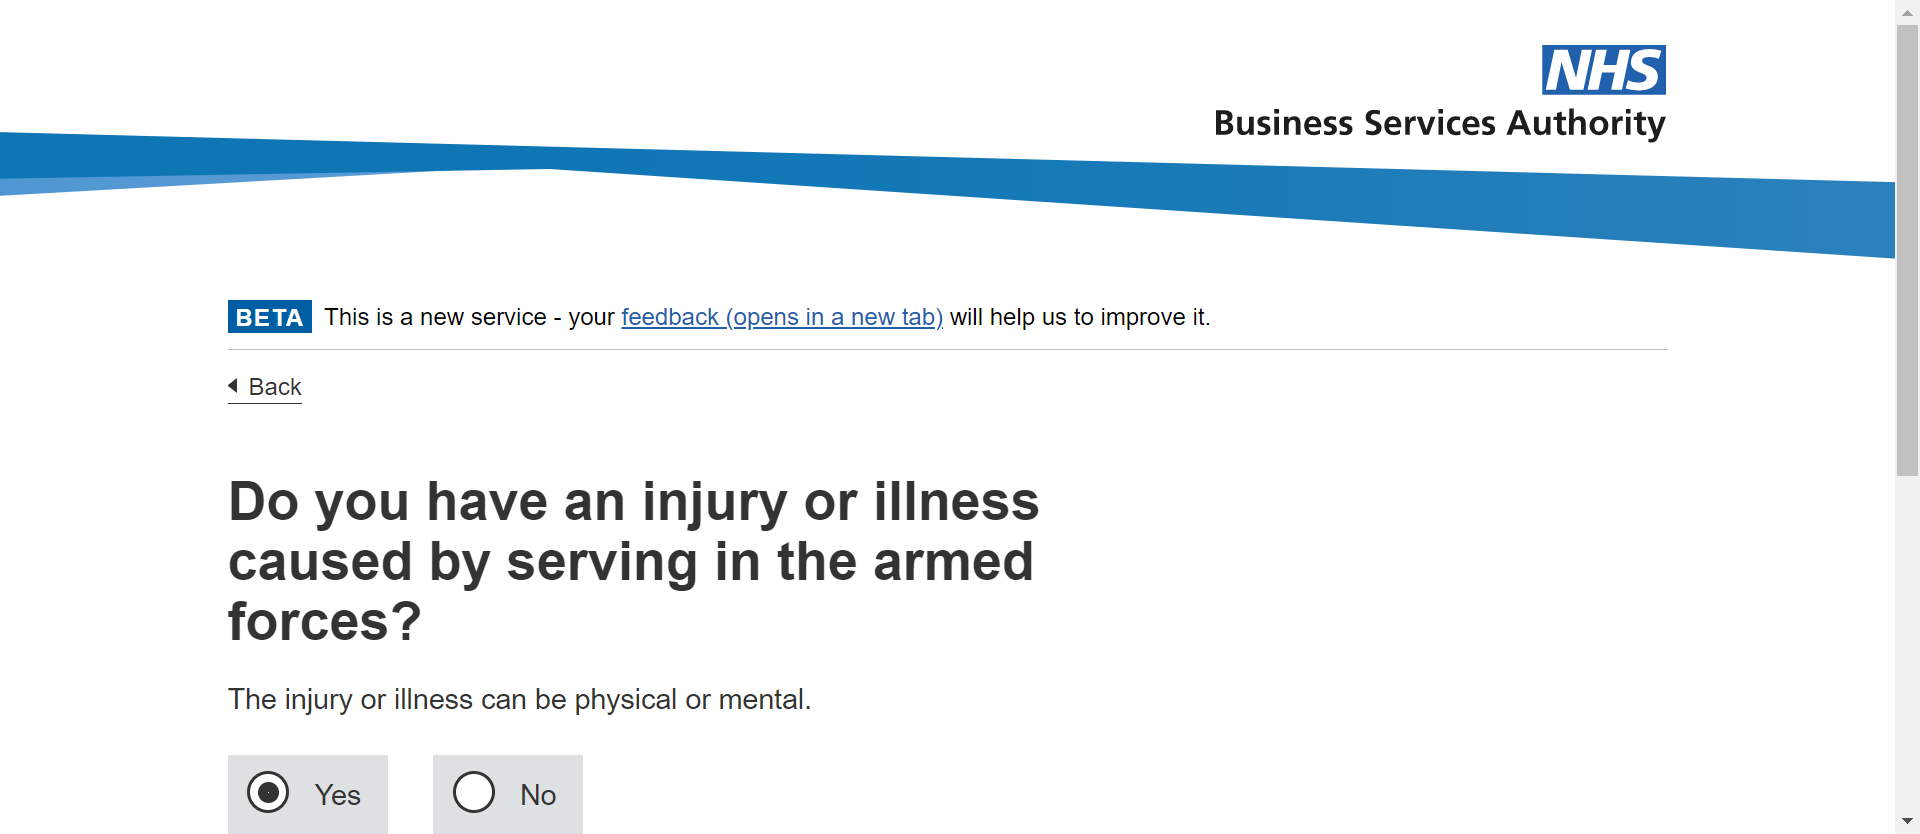 NHS
Business Services Authority
BETA This is a new service - your feedback (opens in a new tab) will help us to improve it.
Back
Do you have an injury or illness
caused by serving in the armed
forces?
The injury or illness can be physical or mental.
Yes No